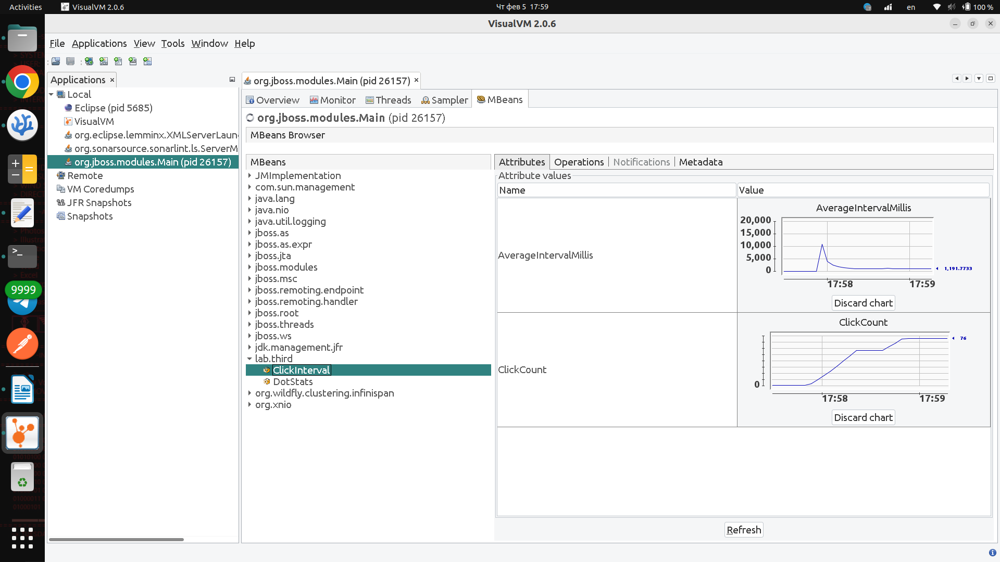 Activities
VisualVM 2.0.6
Чт фев 5 17:59
en
100 %
VisualVM 2.0.6
File Applications View Tools Window Help
Applications
Local
Eclipse (pid 5685)
VisualVM
org.eclipse.lemminx.XMLServerLaun
org.sonarsource.sonarlint.ls.ServerM
org.jboss.modules.Main (pid 26157)
Remote
VM Coredumps
JFR Snapshots
Snapshots
org.jboss.modules.Main (pid 26157)
Overview Monitor Threads Sampler MBeans
org.jboss.modules.Main (pid 26157)
MBeans Browser
MBeans
JMImplementation
com.sun.management
java.lang
java.nio
java.util.logging
jboss.as
jboss.as.expr
jboss.jta
jboss.modules
jboss.msc
jboss.remoting.endpoint
jboss.remoting.handler
jboss.root
jboss.threads
jboss.ws
jdk.management.jfr
lab.third
ClickInterval
DotStats
org.wildfly.clustering.infinispan
org.xnio
Attributes Operations Notifications Metadata
Attribute values
Name Value
AverageIntervalMillis
AverageIntervalMillis
20,000
15,000
10,000
5,000
0
1,191.7733
17:58 17:59
Discard chart
ClickCount
ClickCount
76
0
17:58 17:59
Discard chart
Refresh
9999